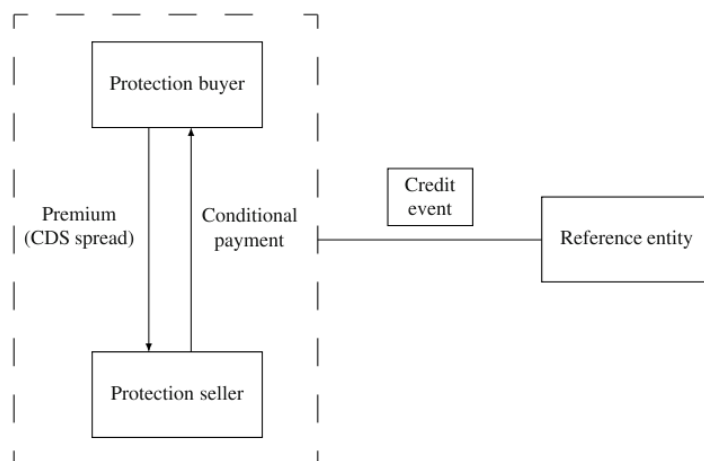 Protection buyer
Premium
(CDS spread)
Conditional
payment
Credit
event
Reference entity
Protection seller